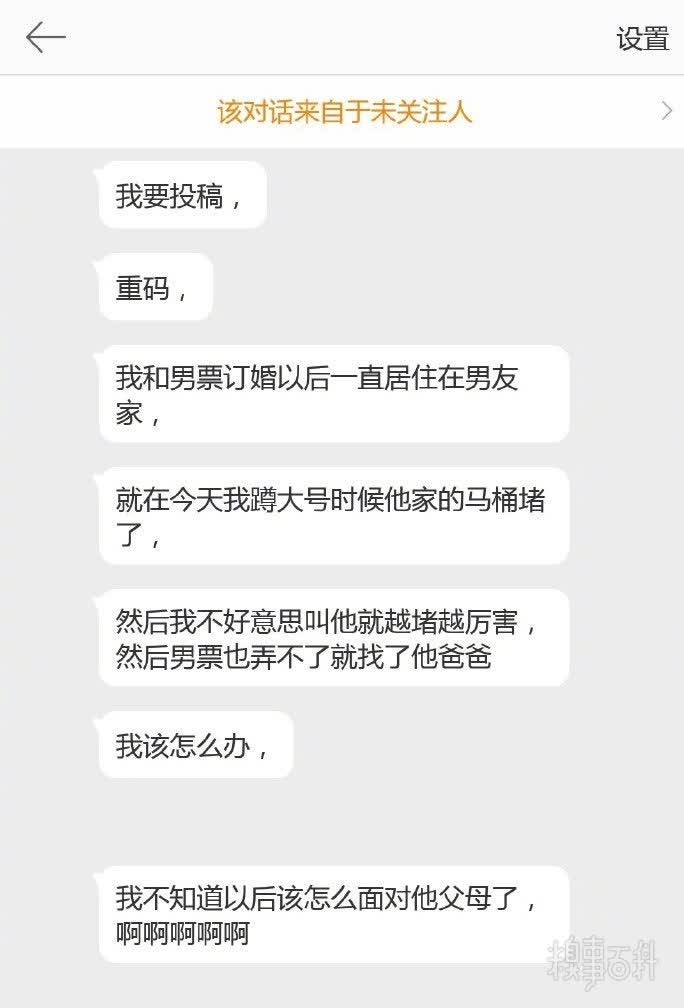 设置
该对话来自于未关注人
我要投稿，
重码，
我和男票订婚以后一直居住在男友
家，
就在今天我蹲大号时候他家的马桶堵
了，
然后我不好意思叫他就越堵越厉害，
然后男票也弄不了就找了他爸爸
我该怎么办，
我不知道以后该怎么面对他父母了，
啊啊啊啊啊
糗事百科